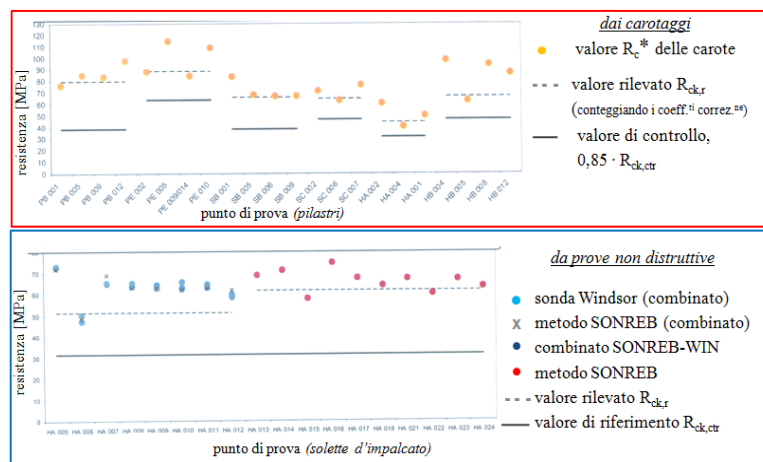 130
120
110
100
90
80
70
60
50
40
30
20
10
0
resistenza [MPa]
PB 001
PB 005
PB 009
PB 012
PE 002
PE 005
PE 009/014
PE 010
SB 001
SB 005
SB 006
SB 009
SC 002
SC 006
SC 007
HA 002
HA 004
HA 001
HB 004
HB 005
HB 008
HB 012
punto di prova (pilastri)
dai carotaggi
valore Rc* delle carote
valore rilevato Rck,r
(conteggiando i coeff.ti correz.ne)
valore di controllo,
0,85 · Rck,ctr
70
60
50
40
30
20
10
0
resistenza [MPa]
HA 005
HA 006
HA 007
HA 008
HA 009
HA 010
HA 011
HA 012
HA 013
HA 014
HA 015
HA 016
HA 017
HA 018
HA 021
HA 022
HA 023
HA 024
punto di prova (solette d'impalcato)
da prove non distruttive
sonda Windsor (combinato)
metodo SONREB (combinato)
combinato SONREB-WIN
metodo SONREB
valore rilevato Rck,r
valore di riferimento Rck,ctr